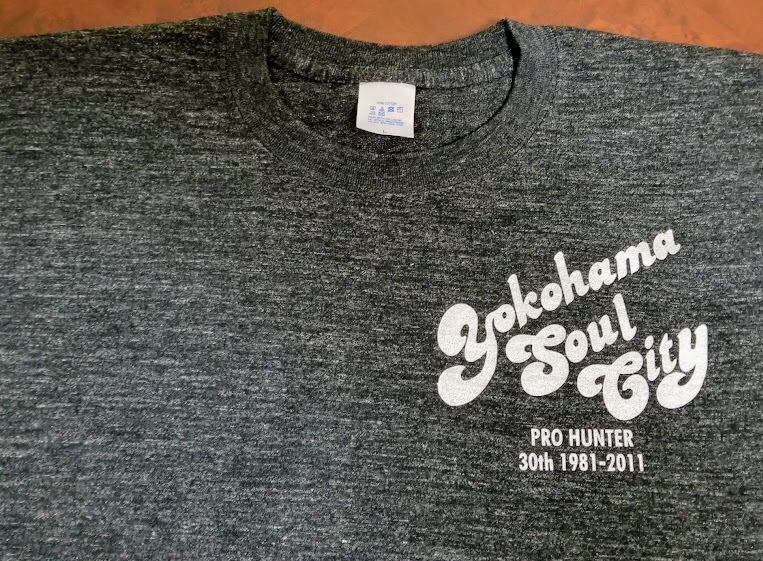 Yokohama
Soul
City
PRO HUNTER
30th 1981-2011
L